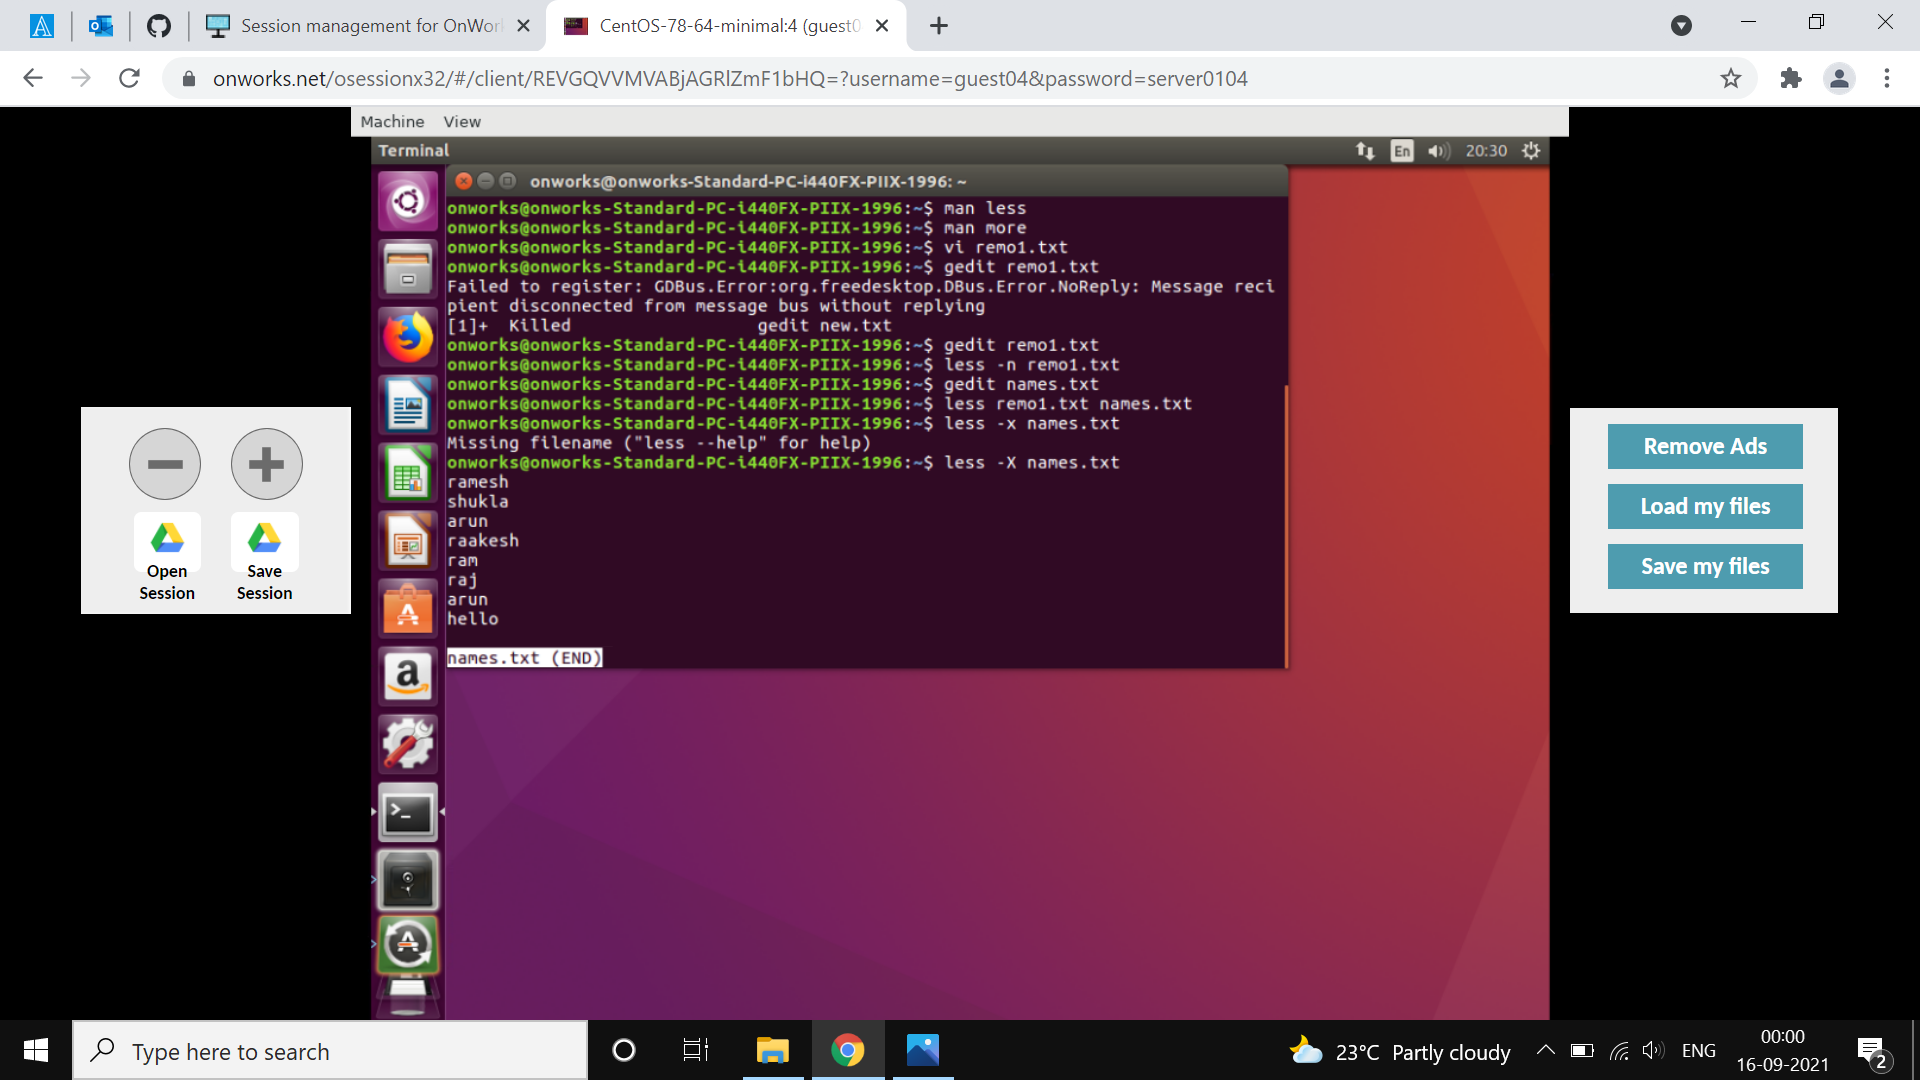 Session management for OnWor
CentOS-78-64-minimal:4 (guest0
onworks.net/osessionx32/#/client/REVGQVVMVABjAGRlZmF1bHQ=?username=guest04&password=server0104
Machine View
Terminal
En 20:30
onworks@onworks-Standard-PC-i440FX-PIIX-1996: ~
onworks@onworks-Standard-PC-i440FX-PIIX-1996:~$ man less
onworks@onworks-Standard-PC-i440FX-PIIX-1996:~$ man more
onworks@onworks-Standard-PC-i440FX-PIIX-1996:~$ vi remo1.txt
onworks@onworks-Standard-PC-i440FX-PIIX-1996:~$ gedit remo1.txt
Failed to register: GDBus.Error:org.freedesktop.DBus.Error.NoReply: Message reci
pient disconnected from message bus without replying
[1]+  Killed                  gedit new.txt
onworks@onworks-Standard-PC-i440FX-PIIX-1996:~$ gedit remo1.txt
onworks@onworks-Standard-PC-i440FX-PIIX-1996:~$ less -n remo1.txt
onworks@onworks-Standard-PC-i440FX-PIIX-1996:~$ gedit names.txt
onworks@onworks-Standard-PC-i440FX-PIIX-1996:~$ less remo1.txt names.txt
onworks@onworks-Standard-PC-i440FX-PIIX-1996:~$ less -x names.txt
Missing filename ("less --help" for help)
onworks@onworks-Standard-PC-i440FX-PIIX-1996:~$ less -X names.txt
ramesh
shukla
arun
raakesh
ram
raj
arun
hello
names.txt (END)
Open Session
Save Session
Remove Ads
Load my files
Save my files
Type here to search
23°C Partly cloudy
ENG
00:00
16-09-2021
2